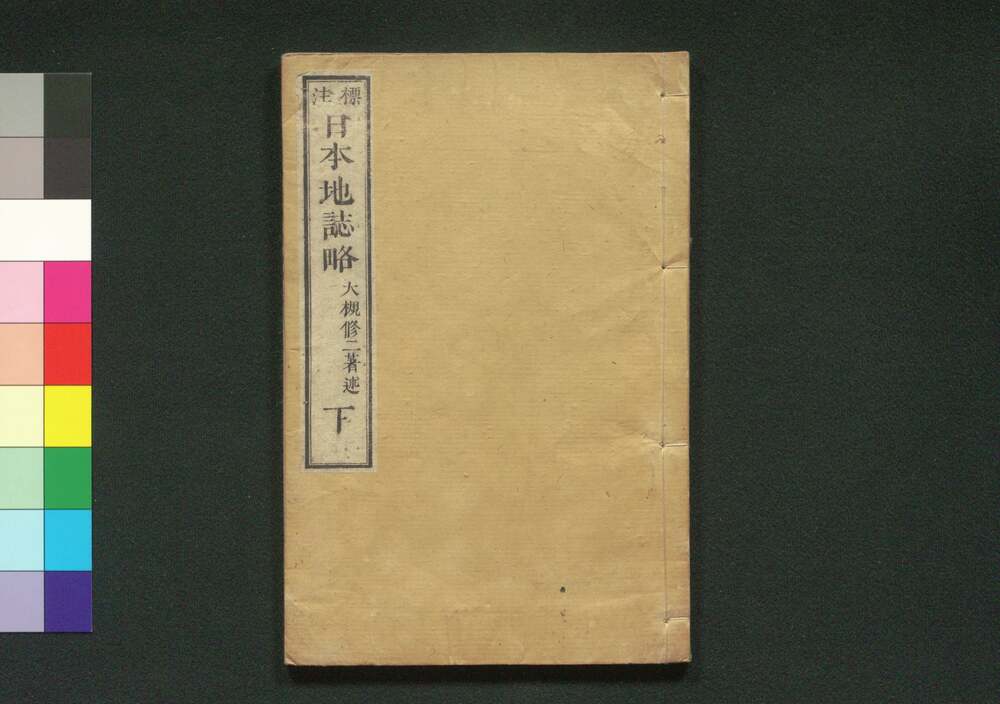 標注
日本地誌略
大槻修二著述
下